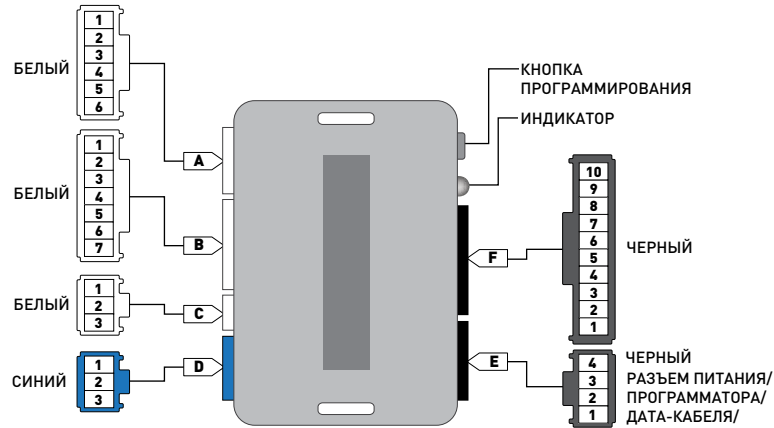 1
2
3
4
5
6
БЕЛЫЙ
A
1
2
3
4
5
6
7
БЕЛЫЙ
B
1
2
3
БЕЛЫЙ
C
1
2
3
СИНИЙ
D
КНОПКА
ПРОГРАММИРОВАНИЯ
ИНДИКАТОР
10
9
8
7
6
5
4
3
2
1
F
ЧЕРНЫЙ
4
3
2
1
E
ЧЕРНЫЙ
РАЗЪЕМ ПИТАНИЯ/
ПРОГРАММАТОРА/
ДАТА-КАБЕЛЯ/